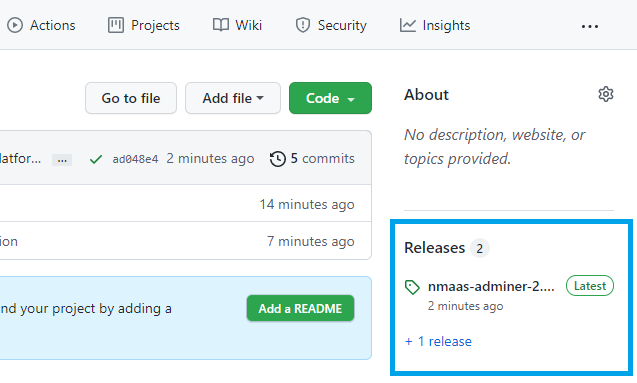 Actions Projects Wiki Security Insights ...
Go to file Add file Code
About
No description, website, or
topics provided.
latfor... ... ad048e4 2 minutes ago 5 commits
14 minutes ago
ion 7 minutes ago
Releases 2
nmaas-adminer-2.... Latest
2 minutes ago
+ 1 release
nd your project by adding a Add a README